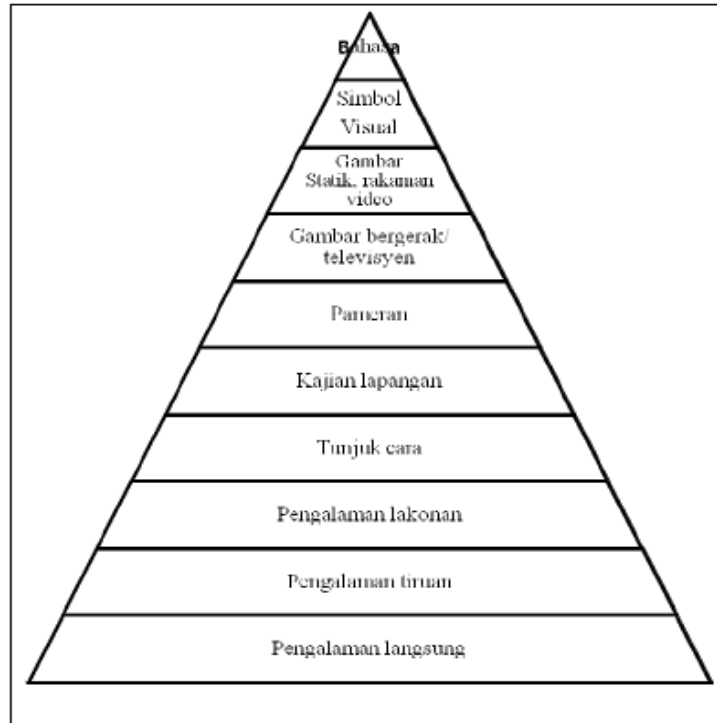 Bahasa
Simbol
Visual
Gambar
Statik, rakaman
video
Gambar bergerak/
televisyen
Pameran
Kajian lapangan
Tunjuk cara
Pengalaman lakonan
Pengalaman tiruan
Pengalaman langsung